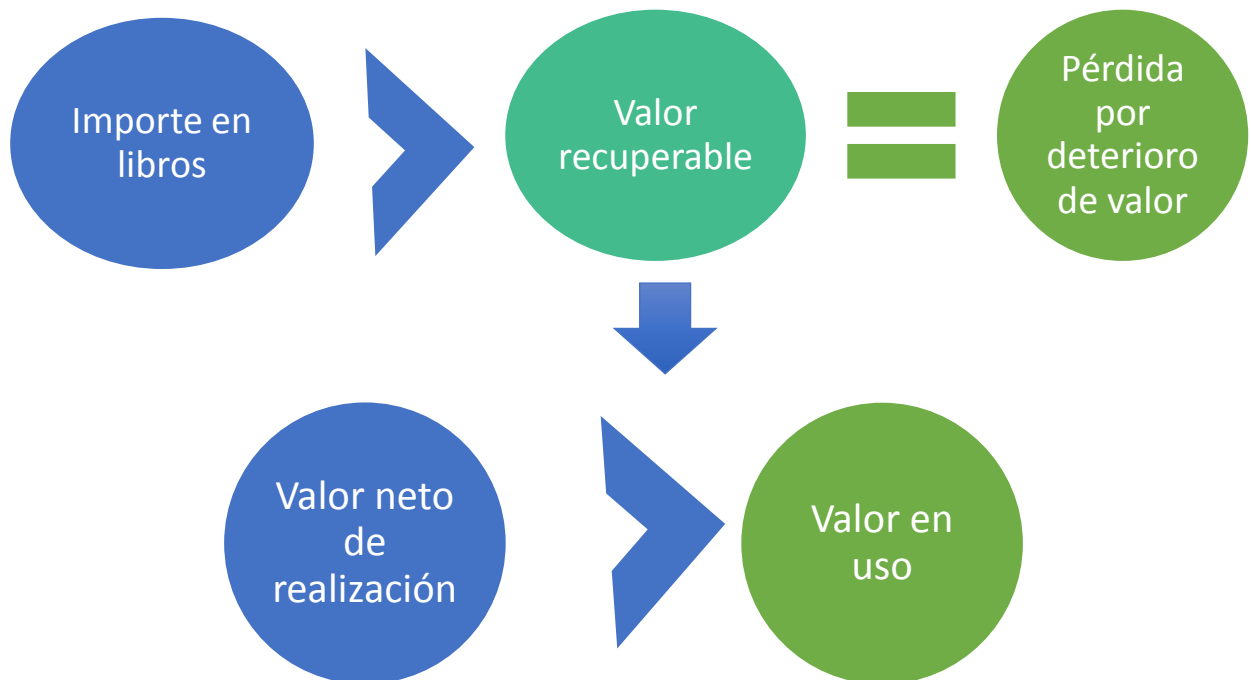 Importe en
libros
Valor
recuperable
Pérdida
por
deterioro
de valor
Valor neto
de
realización
Valor en
uso